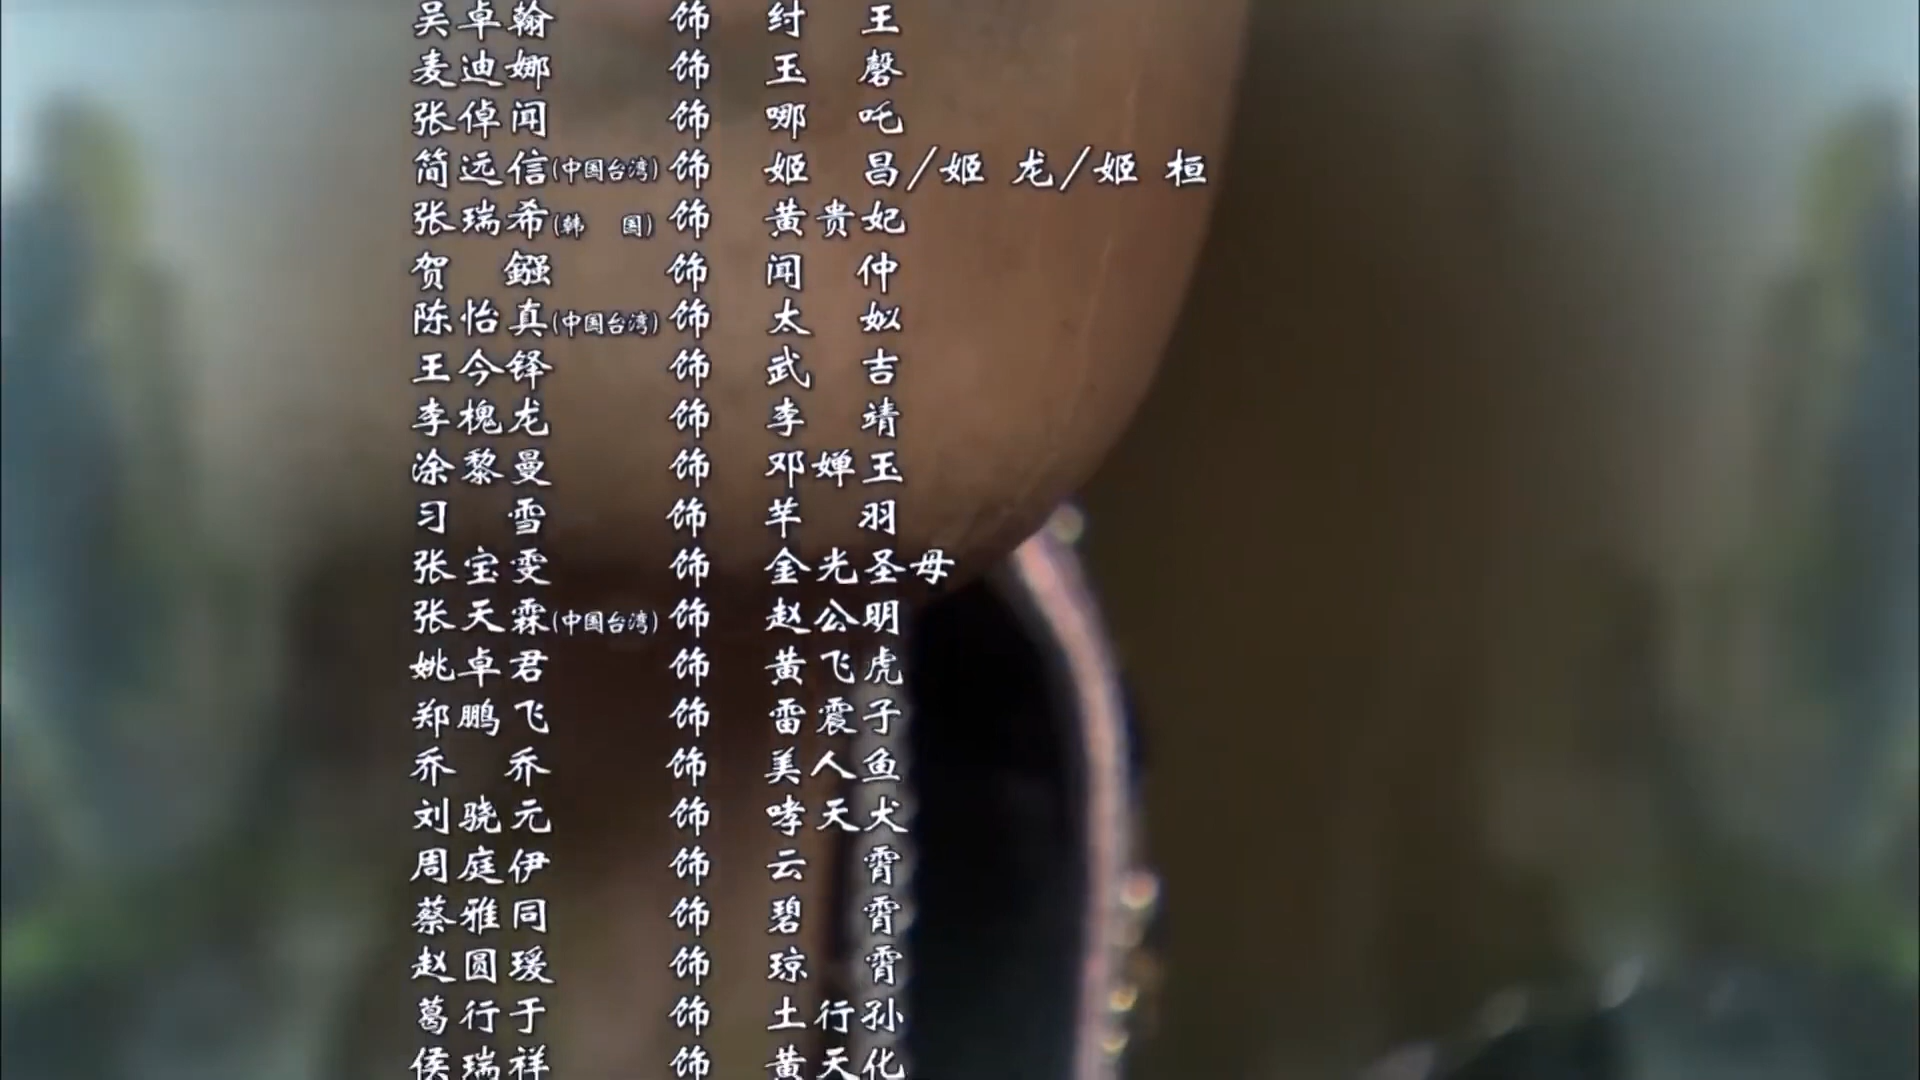 吴卓翰 饰 纣王
麦迪娜 饰 玉磬
张倬闻 饰 哪吒
简远信(中国台湾) 饰 姬昌/姬龙/姬桓
张瑞希(韩国) 饰 黄贵妃
贺鏹 饰 闻仲
陈怡真(中国台湾) 饰 太姒
王今铎 饰 武吉
李槐龙 饰 李靖
涂黎曼 饰 邓婵玉
习雪 饰 芊羽
张宝雯 饰 金光圣母
张天霖(中国台湾) 饰 赵公明
姚卓君 饰 黄飞虎
郑鹏飞 饰 雷震子
乔乔 饰 美人鱼
刘骁元 饰 哮天犬
周庭伊 饰 云霄
蔡雅同 饰 碧霄
赵圆瑗 饰 琼霄
葛行于 饰 土行孙
侯瑞祥 饰 黄天化